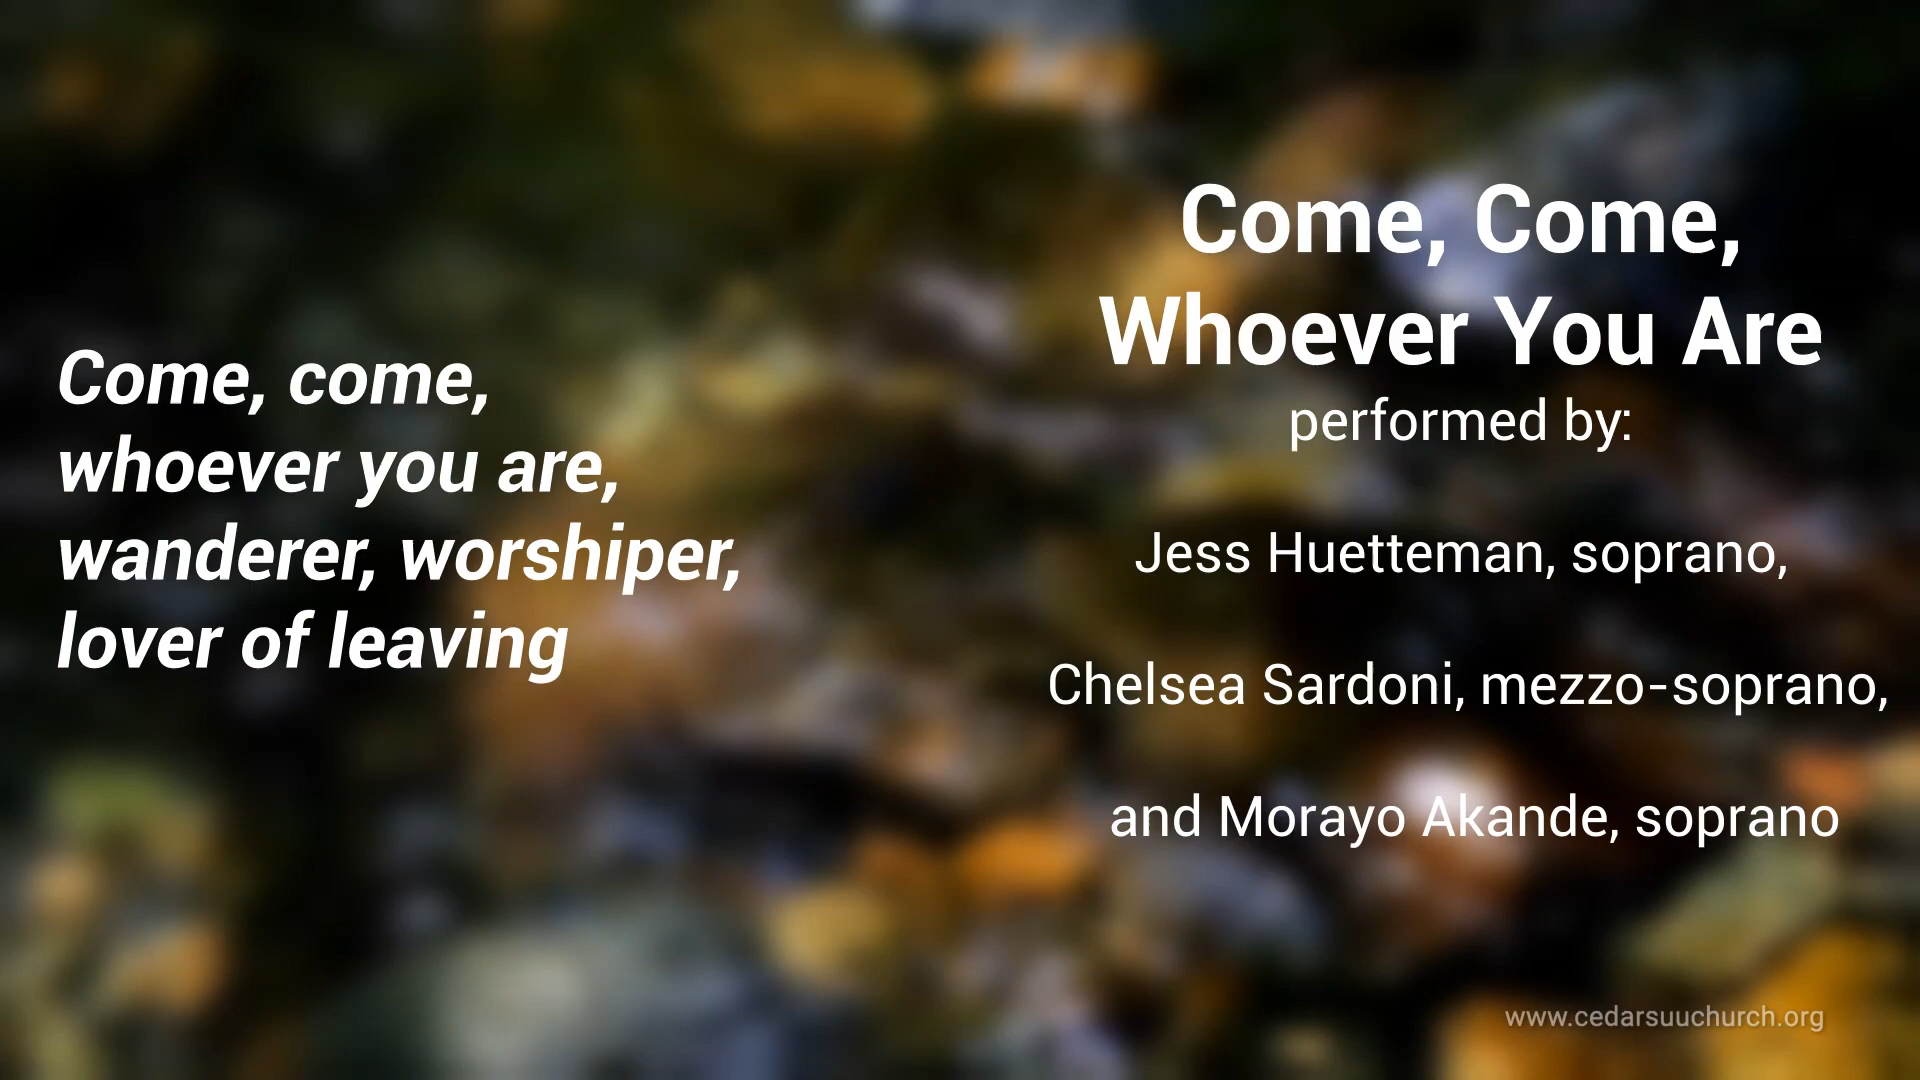 Come, come,
whoever you are,
wanderer, worshiper,
lover of leaving
Come, Come,
Whoever You Are
performed by:
Jess Huetteman, soprano,
Chelsea Sardoni, mezzo-soprano,
and Morayo Akande, soprano
www.cedarsuuchurch.org